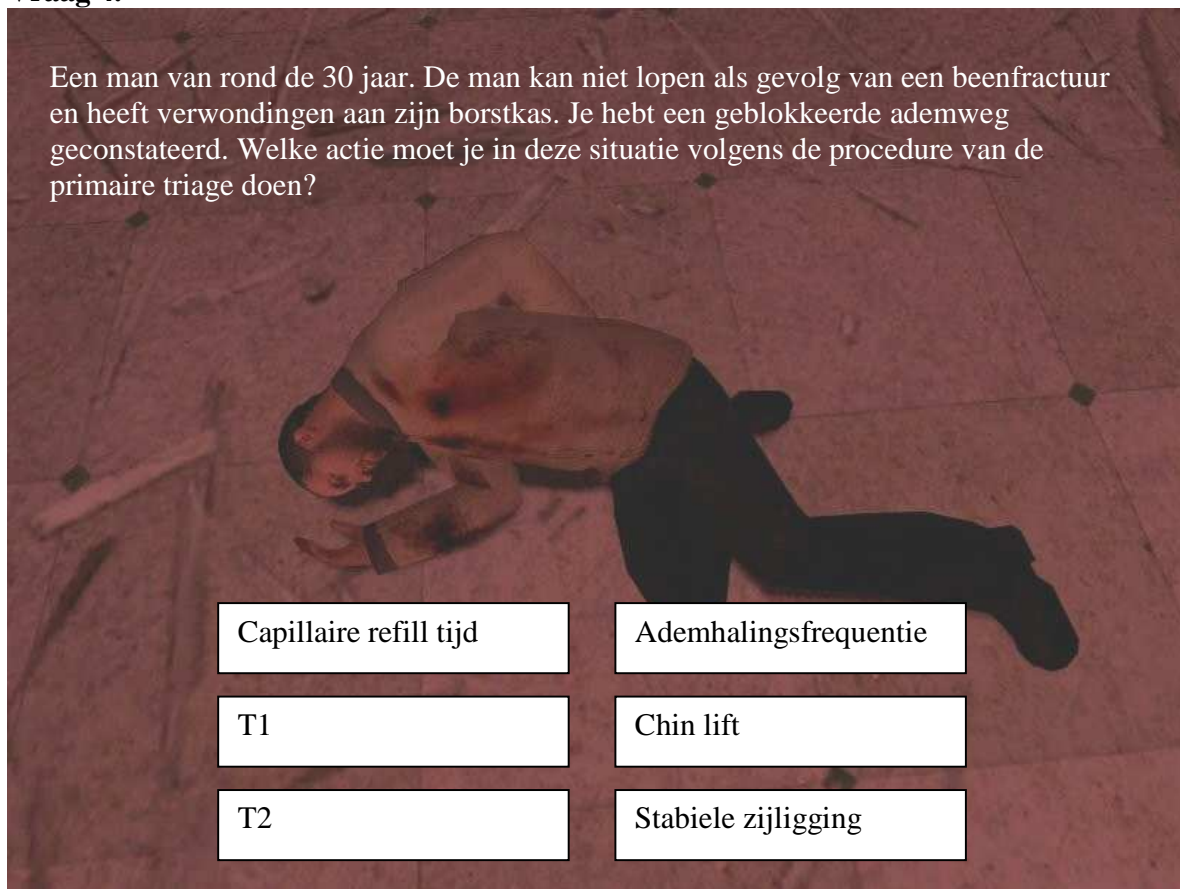 Een man van rond de 30 jaar. De man kan niet lopen als gevolg van een beenfractuur
en heeft verwondingen aan zijn borstkas. Je hebt een geblokkeerde ademweg
geconstateerd. Welke actie moet je in deze situatie volgens de procedure van de
primaire triage doen?
Capillaire refill tijd
Ademhalingsfrequentie
T1
Chin lift
T2
Stabiele zijligging